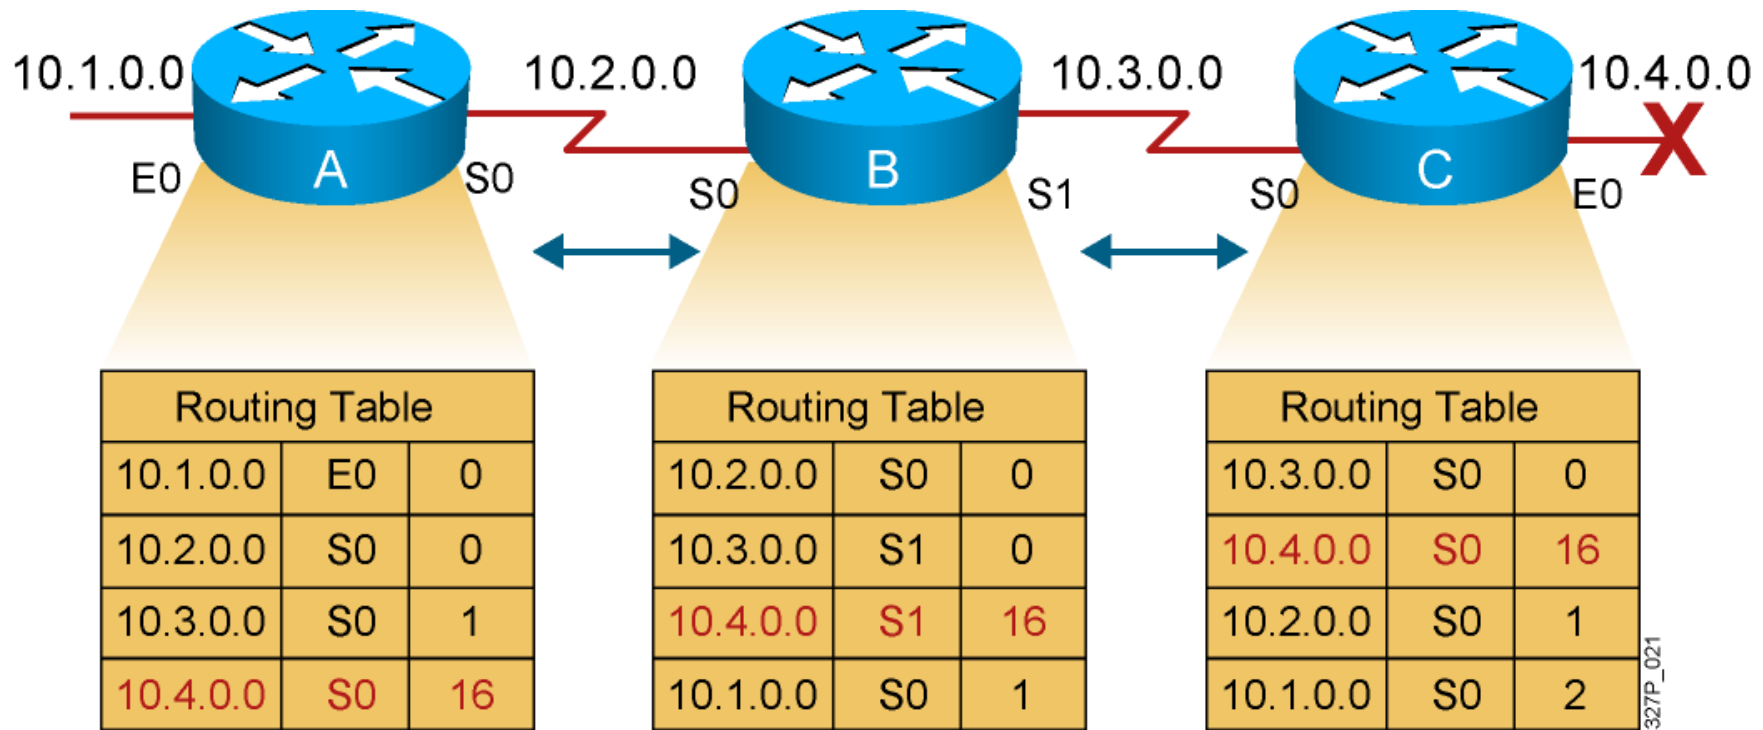 10.1.0.0 10.2.0.0 10.3.0.0 10.4.0.0
A B C
X
E0 S0 S0 S1 S0 E0
Routing Table
10.1.0.0 E0 0
10.2.0.0 S0 0
10.3.0.0 S0 1
10.4.0.0 S0 16
Routing Table
10.2.0.0 S0 0
10.3.0.0 S1 0
10.4.0.0 S1 16
10.1.0.0 S0 1
Routing Table
10.3.0.0 S0 0
10.4.0.0 S0 16
10.2.0.0 S0 1
10.1.0.0 S0 2
327P_021